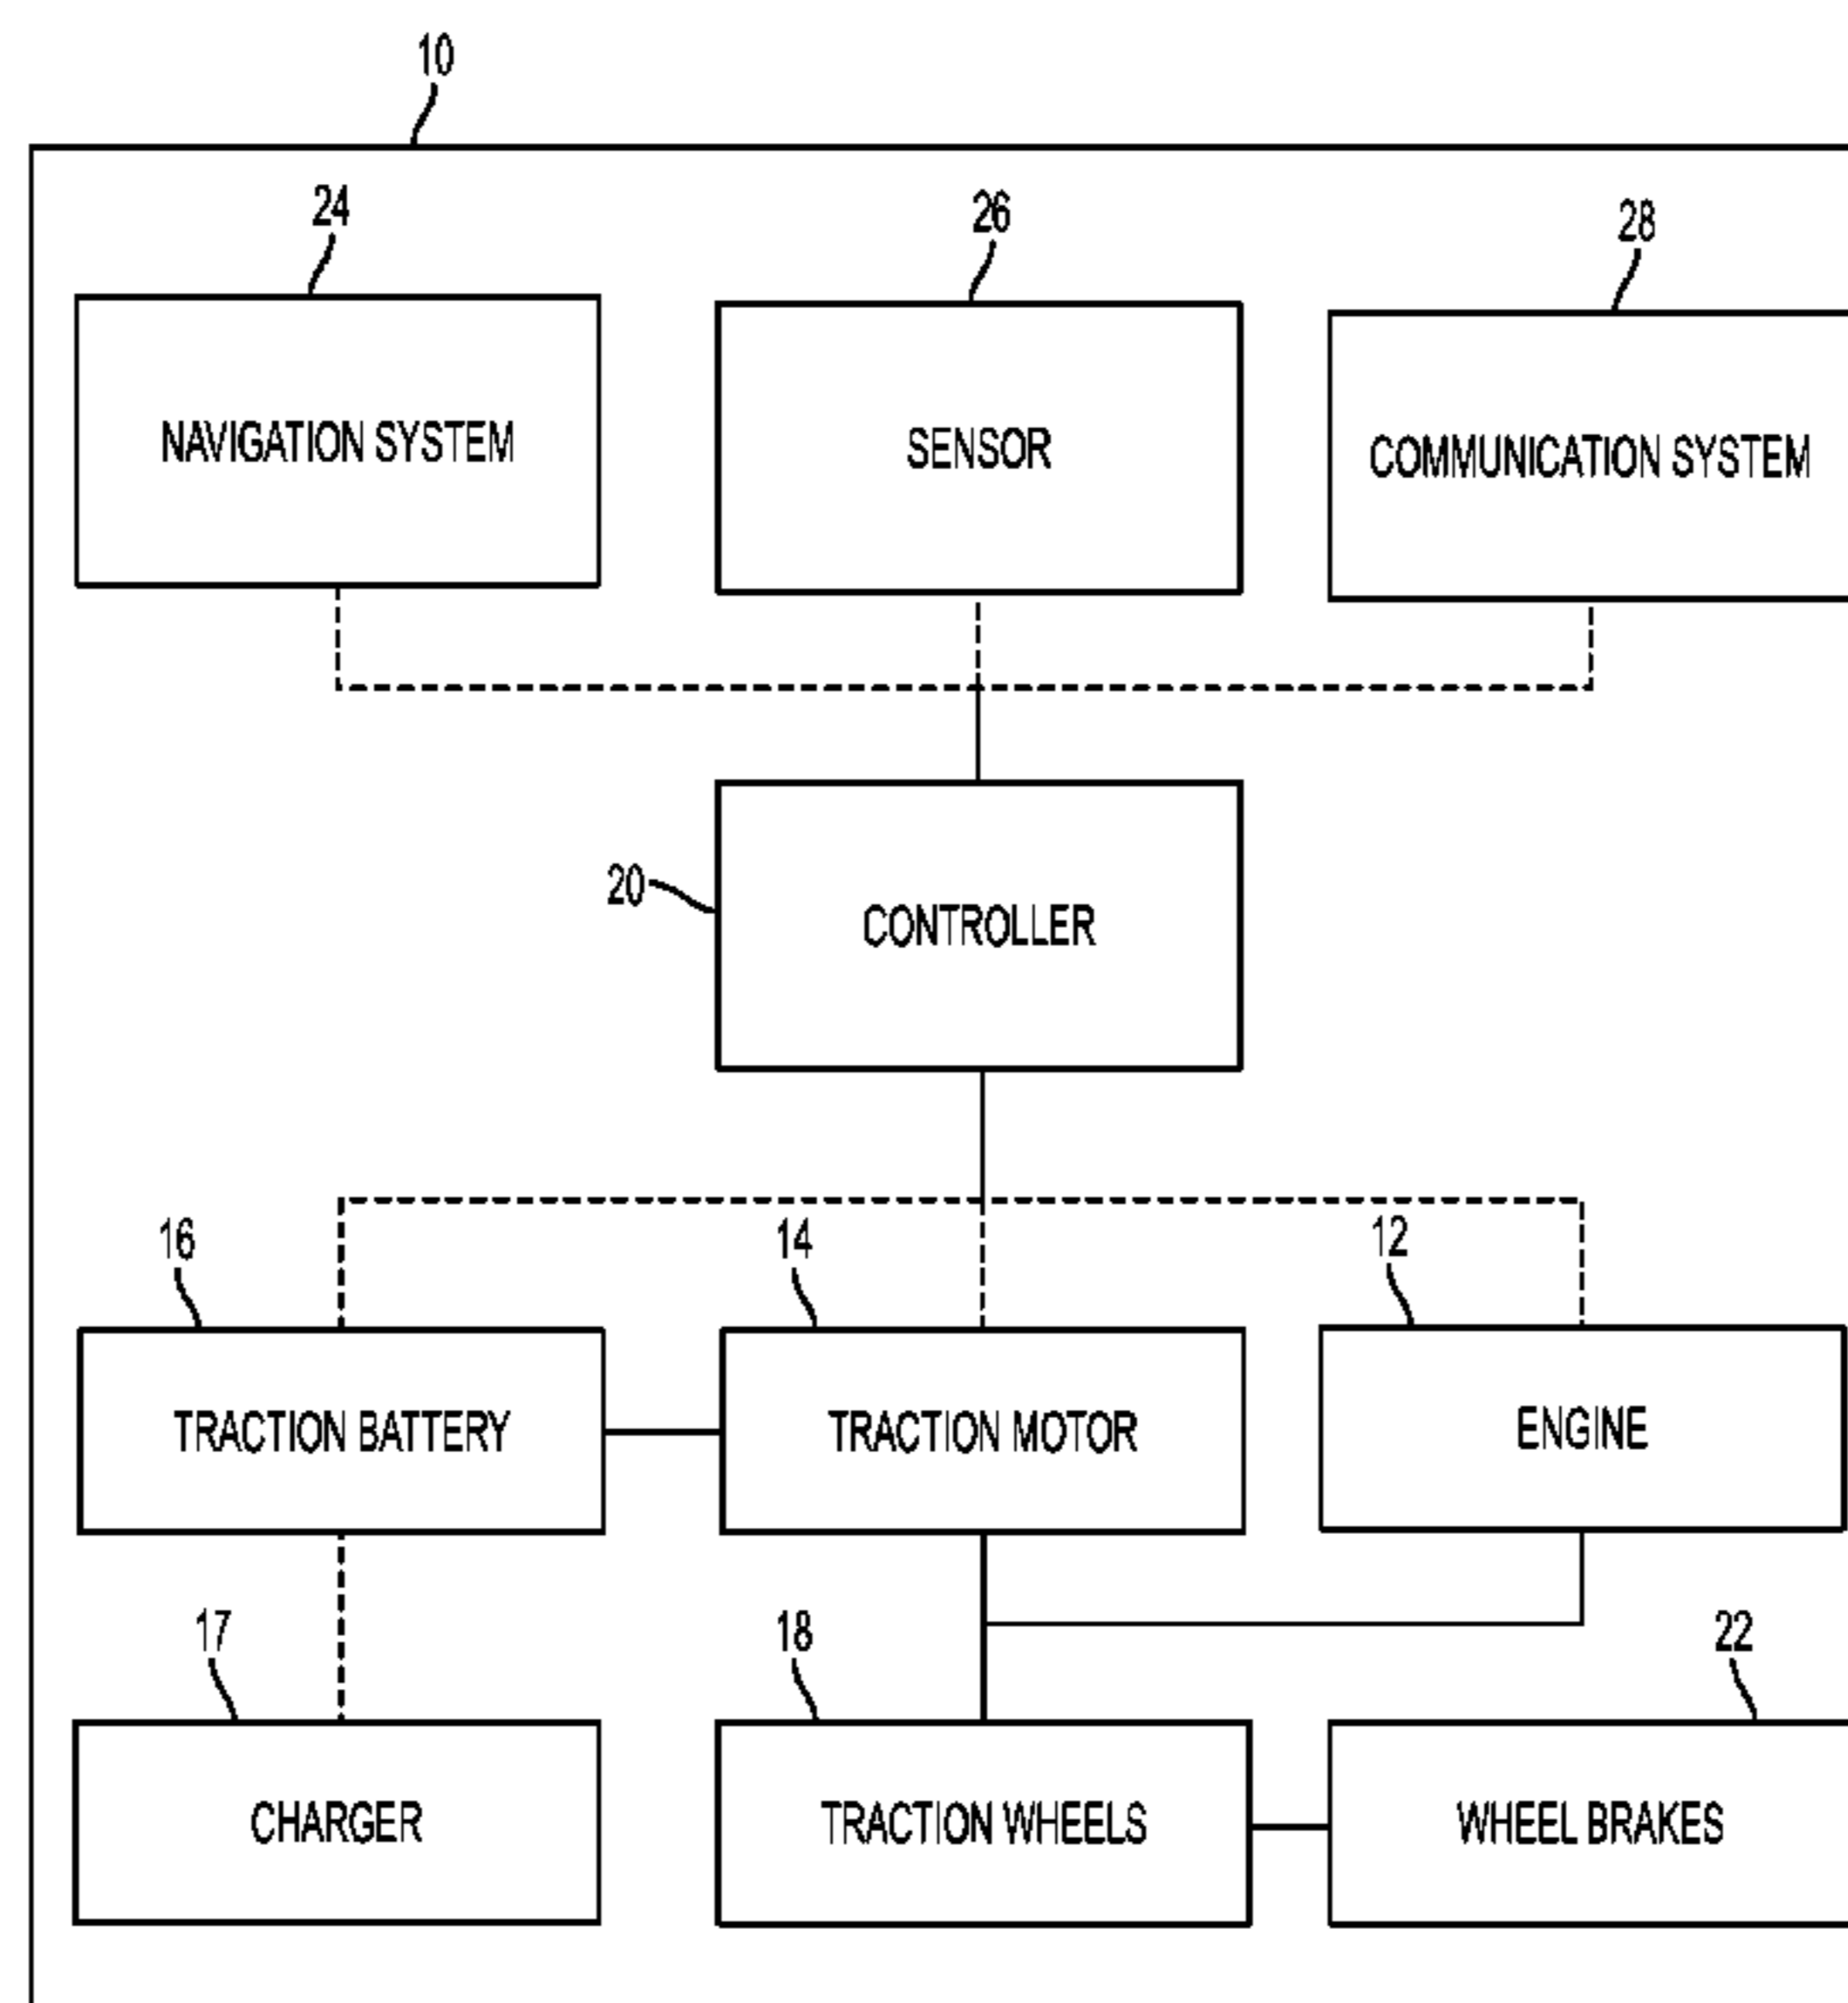 10
24
26
28
NAVIGATION SYSTEM
SENSOR
COMMUNICATION SYSTEM
20
CONTROLLER
16
14
12
TRACTION BATTERY
TRACTION MOTOR
ENGINE
17
18
22
CHARGER
TRACTION WHEELS
WHEEL BRAKES